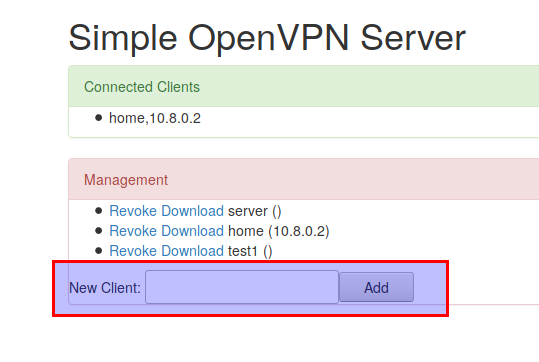 Simple OpenVPN Server
Connected Clients
home,10.8.0.2
Management
Revoke Download server ()
Revoke Download home (10.8.0.2)
Revoke Download test1 ()
New Client: Add